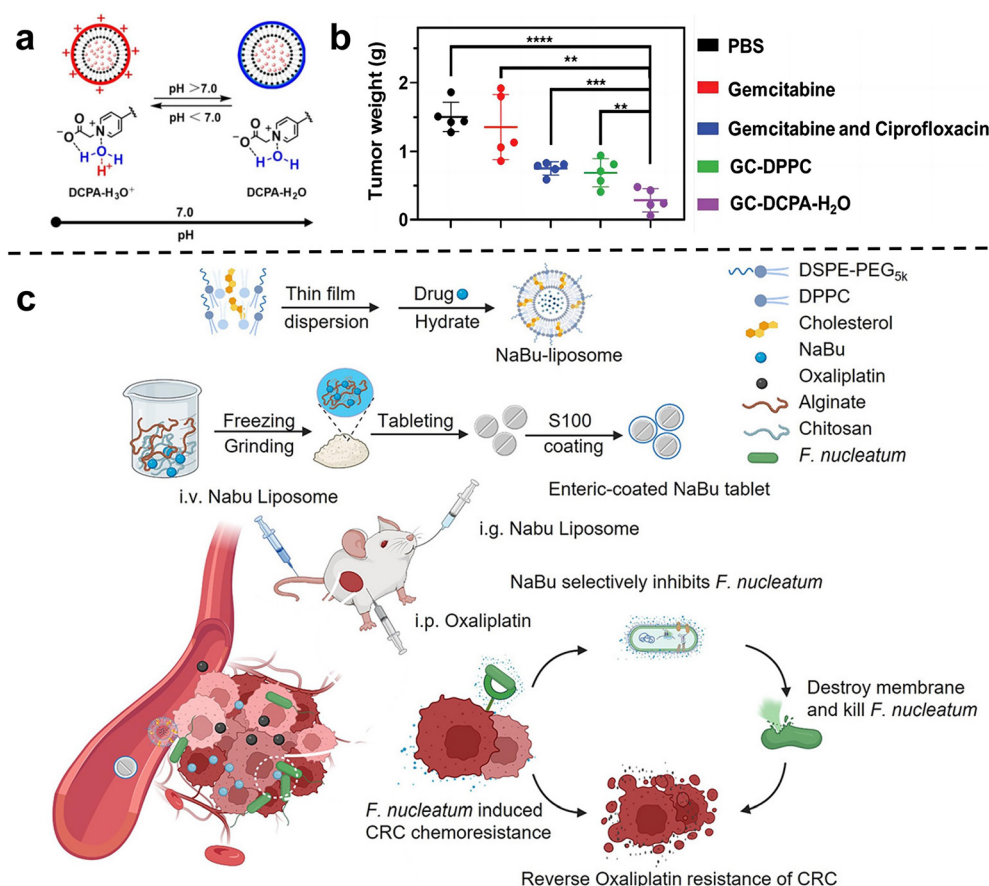 a
+ + + + + + + +
pH >7.0
pH < 7.0
O
−O
N
+
O
H H
H+
DCPA-H3O+
O
−O
N
+
O
H H
DCPA-H2O
7.0
pH
b
Tumor weight (g)
2
1
0
****
**
***
**
PBS
Gemcitabine
Gemcitabine and Ciprofloxacin
GC-DPPC
GC-DCPA-H2O
c
Thin film
dispersion
Drug
Hydrate
NaBu-liposome
DSPE-PEG5k
DPPC
Cholesterol
NaBu
Oxaliplatin
Alginate
Chitosan
F. nucleatum
Freezing
Grinding
Tableting
S100
coating
Enteric-coated NaBu tablet
i.v. Nabu Liposome
i.g. Nabu Liposome
i.p. Oxaliplatin
NaBu selectively inhibits F. nucleatum
Destroy membrane
and kill F. nucleatum
F. nucleatum induced
CRC chemoresistance
Reverse Oxaliplatin resistance of CRC